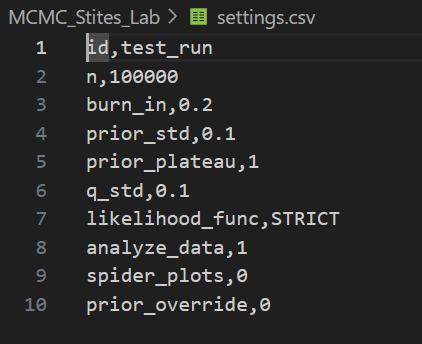 MCMC_Stites_Lab > settings.csv
1 id,test_run
2 n,100000
3 burn_in,0.2
4 prior_std,0.1
5 prior_plateau,1
6 q_std,0.1
7 likelihood_func,STRICT
8 analyze_data,1
9 spider_plots,0
10 prior_override,0